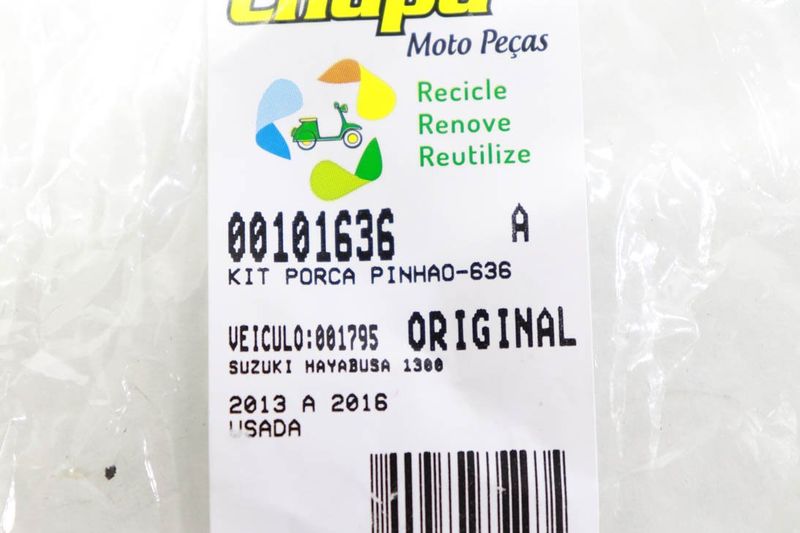 Chapa
Moto Peças
Recicle
Renove
Reutilize
00101636 A
KIT PORCA PINHAO-636
VEICULO:001795 ORIGINAL
SUZUKI HAYABUSA 1300
2013 A 2016
USADA